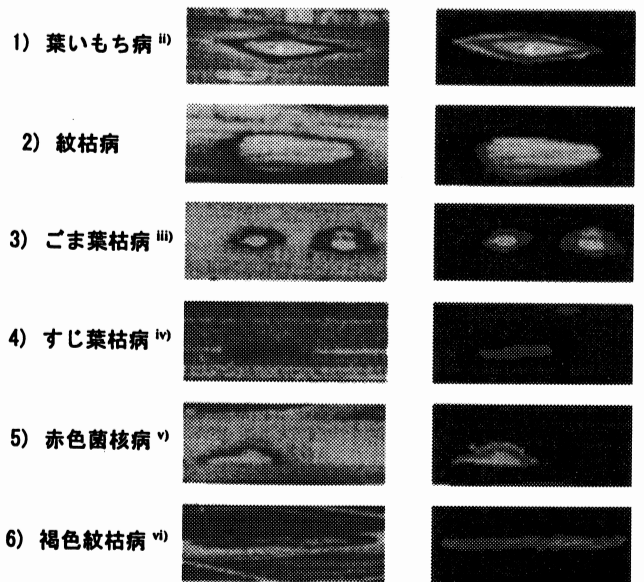 1) 葉いもち病 ii)
2) 紋枯病
3) ごま葉枯病 iii)
4) すじ葉枯病 iv)
5) 赤色菌核病 v)
6) 褐色紋枯病 vi)